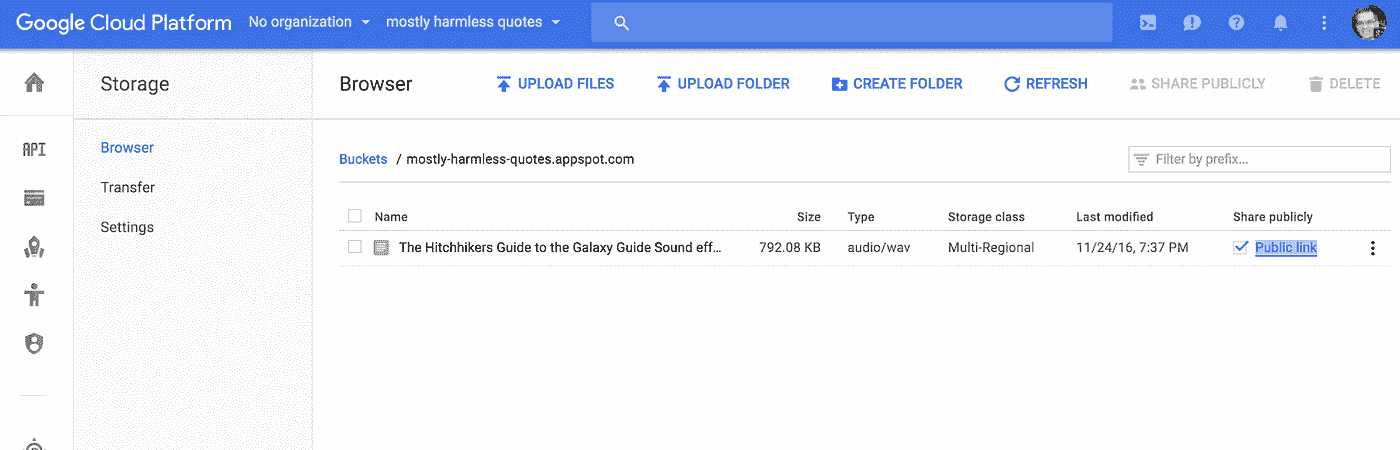 Google Cloud Platform No organization mostly harmless quotes
Storage Browser UPLOAD FILES UPLOAD FOLDER CREATE FOLDER REFRESH SHARE PUBLICLY DELETE
API Browser
Buckets / mostly-harmless-quotes.appspot.com Filter by prefix...
Transfer
Name Size Type Storage class Last modified Share publicly
Settings
The Hitchhikers Guide to the Galaxy Guide Sound eff... 792.08 KB audio/wav Multi-Regional 11/24/16, 7:37 PM Public link